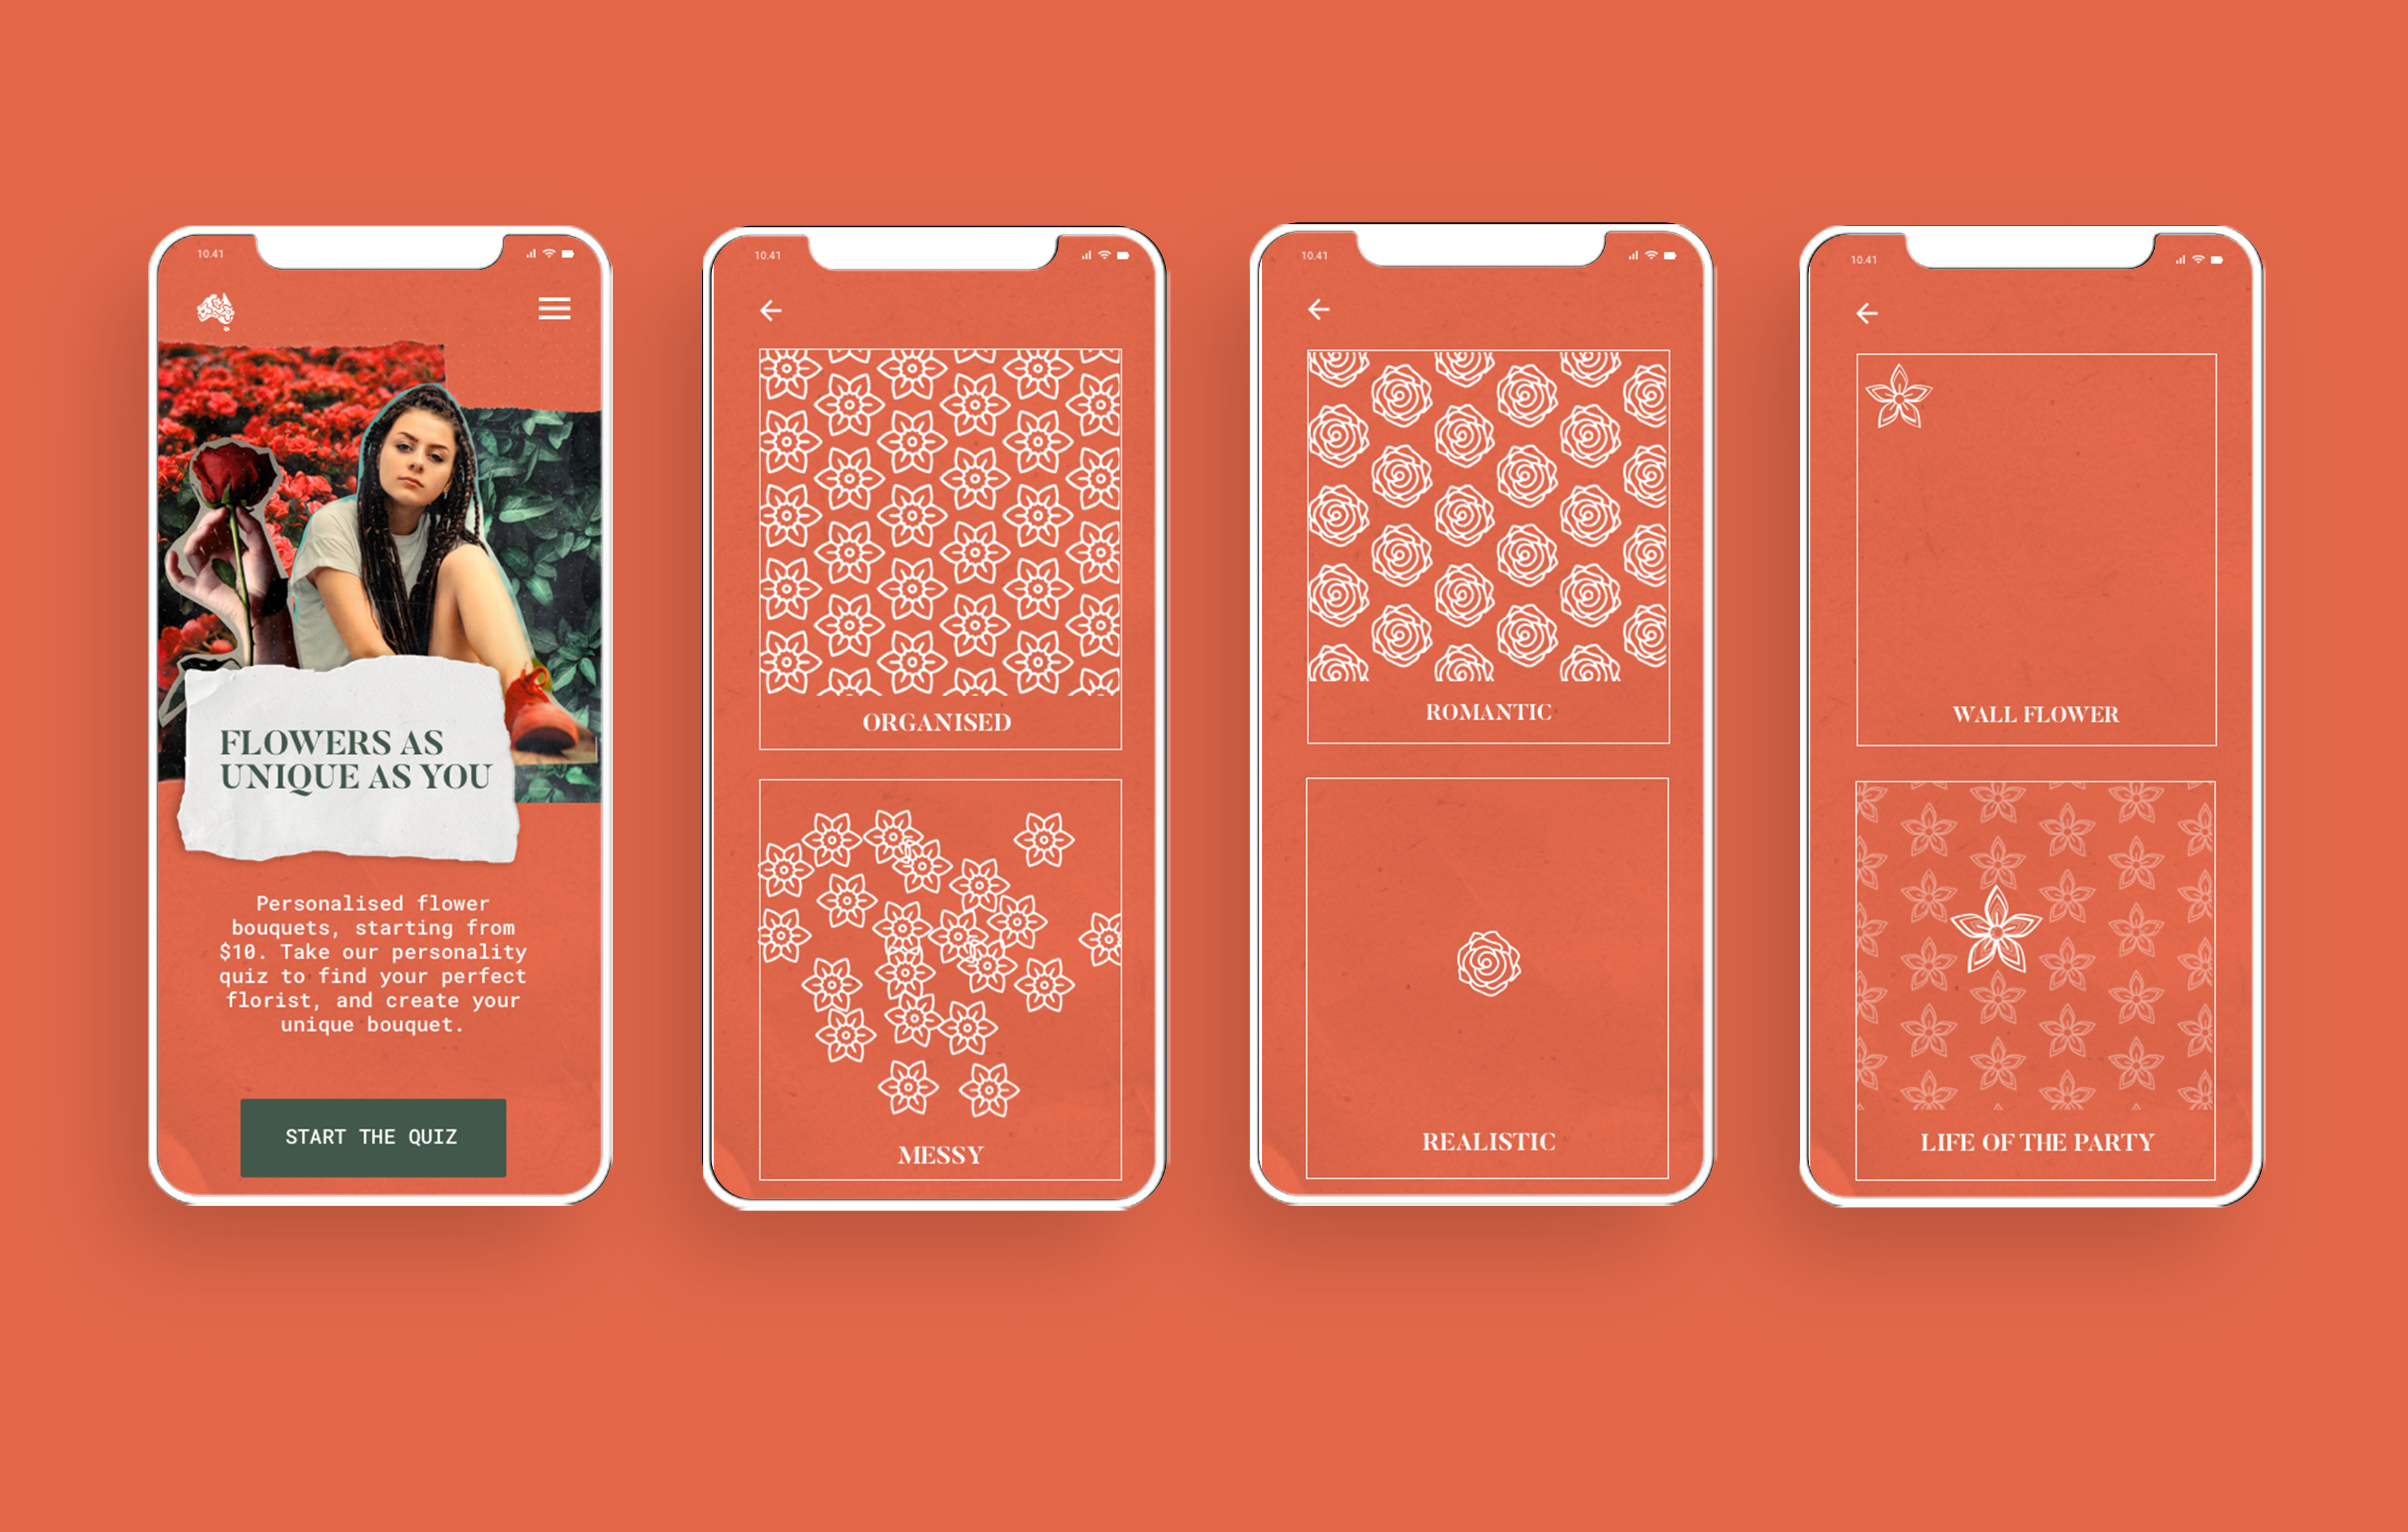 10.41
FLOWERS AS
UNIQUE AS YOU
Personalised flower
bouquets, starting from
$10. Take our personality
quiz to find your perfect
florist, and create your
unique bouquet.
START THE QUIZ
10.41
ORGANISED
MESSY
10.41
ROMANTIC
REALISTIC
10.41
WALL FLOWER
LIFE OF THE PARTY